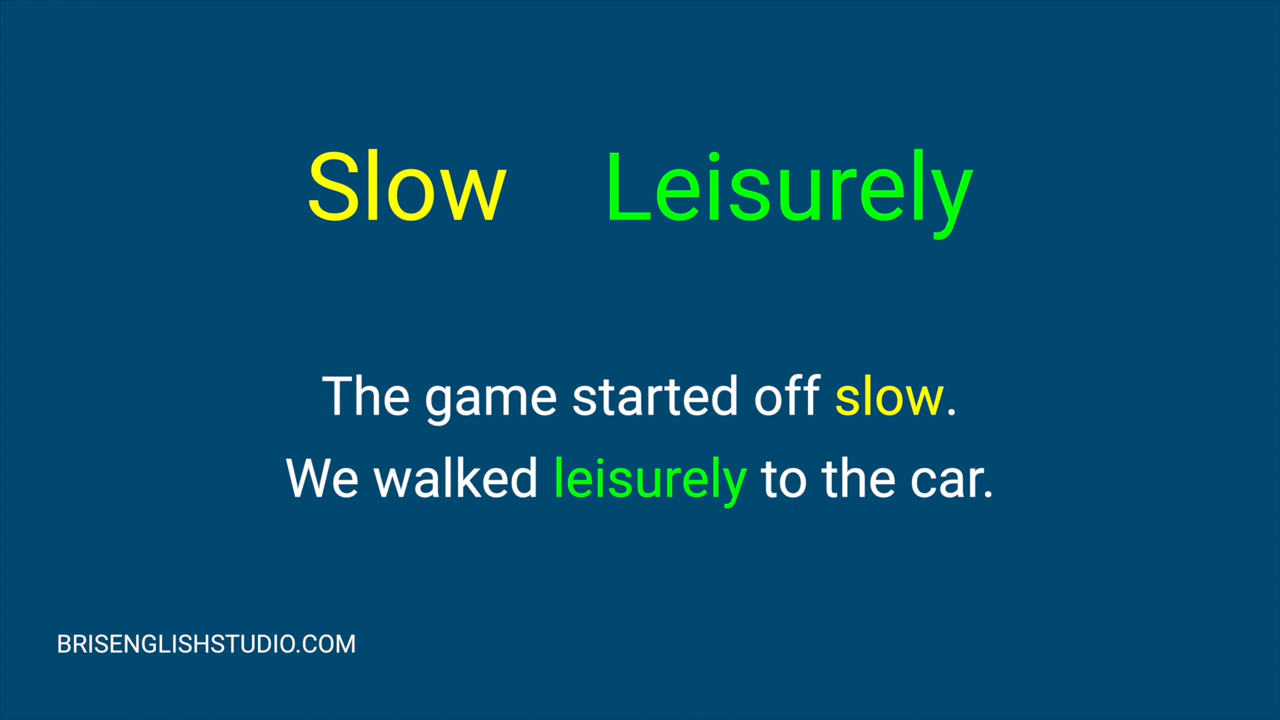 Slow Leisurely
The game started off slow.
We walked leisurely to the car.
BRISENGLISHSTUDIO.COM